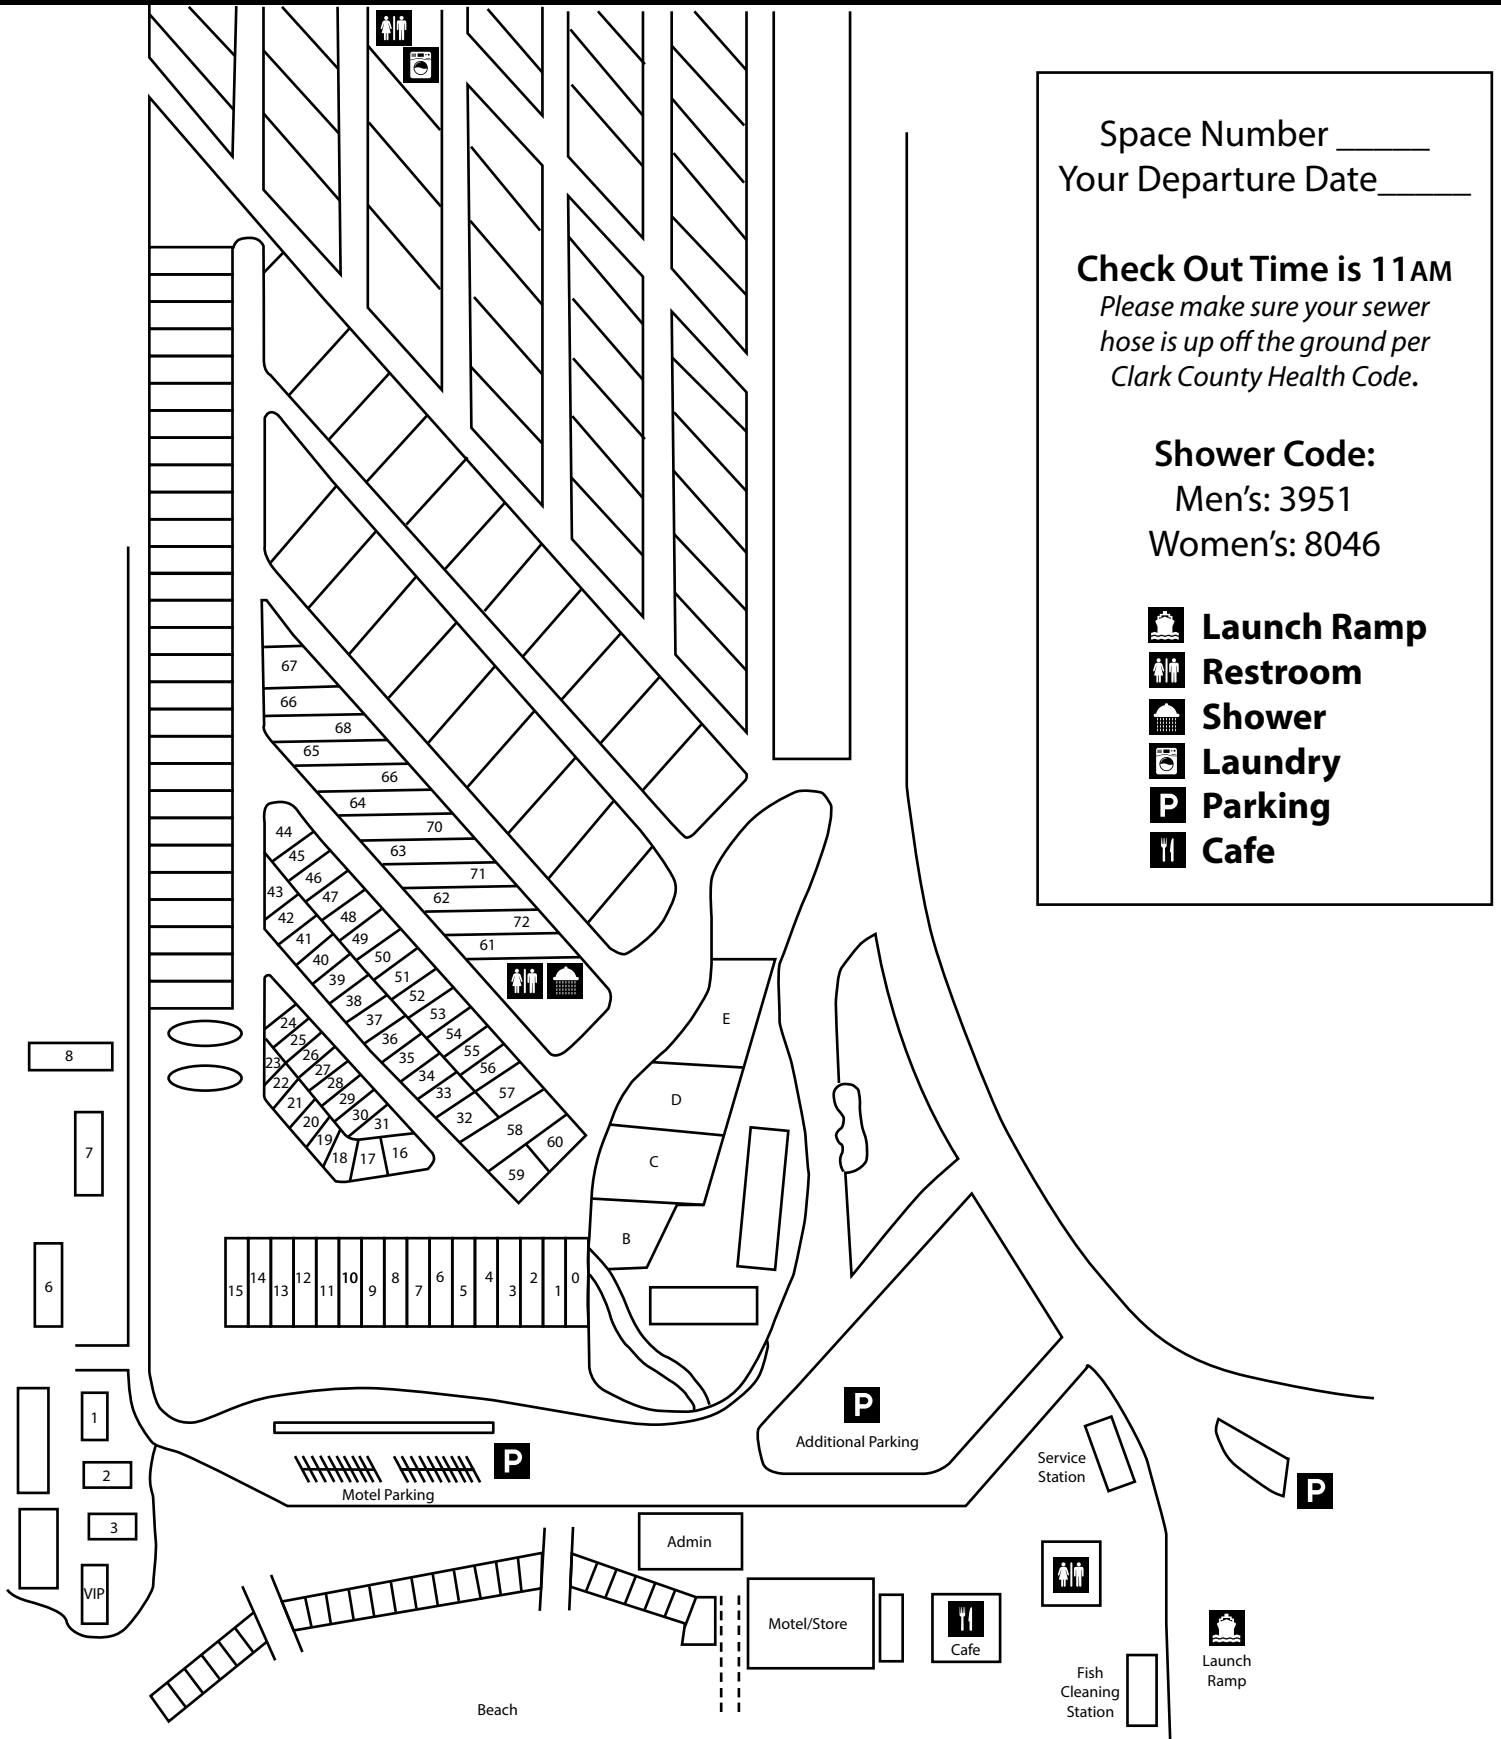 Space Number _____
Your Departure Date_____
Check Out Time is 11AM
Please make sure your sewer
hose is up off the ground per
Clark County Health Code.
Shower Code:
Men's: 3951
Women's: 8046
Launch Ramp
Restroom
Shower
Laundry
P Parking
Cafe
67
66
68
65
66
64
70
63
71
62
72
61
44
45
46
47
48
49
50
51
52
53
54
55
56
57
58
60
59
43
42
41
40
39
38
37
36
35
34
33
32
24
25
26
27
28
29
30
31
23
22
21
20
19
18
17
16
E
D
C
B
8
7
6
15
14
13
12
11
10
9
8
7
6
5
4
3
2
1
0
1
2
3
VIP
P
Motel Parking
P
Additional Parking
Service
Station
P
Admin
Motel/Store
Cafe
Fish
Cleaning
Station
Launch
Ramp
Beach